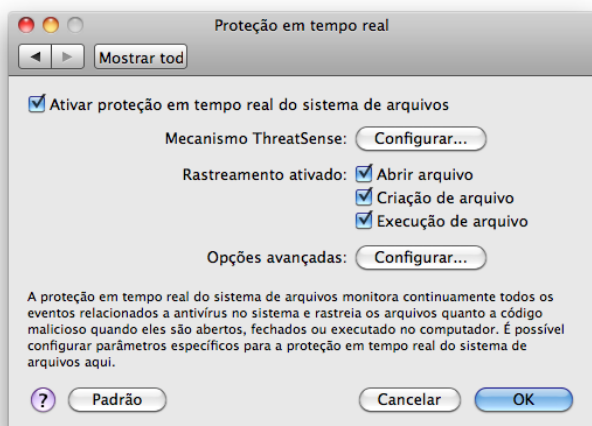 Proteção em tempo real
Mostrar tod
Ativar proteção em tempo real do sistema de arquivos
Mecanismo ThreatSense: Configurar...
Rastreamento ativado: Abrir arquivo
Criação de arquivo
Execução de arquivo
Opções avançadas: Configurar...
A proteção em tempo real do sistema de arquivos monitora continuamente todos os
eventos relacionados a antivírus no sistema e rastreia os arquivos quanto a código
malicioso quando eles são abertos, fechados ou executado no computador. É possível
configurar parâmetros específicos para a proteção em tempo real do sistema de
arquivos aqui.
? Padrão Cancelar OK